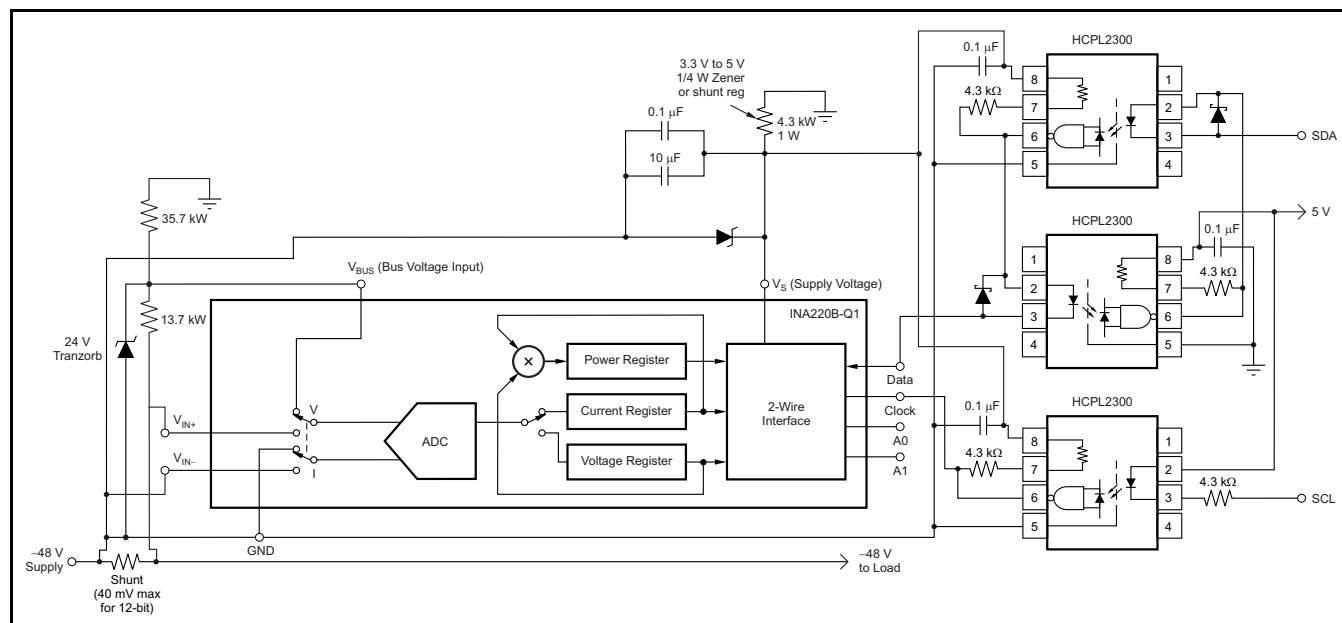 HCPL2300
0.1 μF
8
7
6
5
1
2
3
4
4.3 kΩ
SDA
3.3 V to 5 V
1/4 W Zener
or shunt reg
4.3 kW
1 W
0.1 μF
10 μF
35.7 kW
13.7 kW
24 V
Tranzorb
VBUS (Bus Voltage Input)
VS (Supply Voltage)
INA220B-Q1
HCPL2300
1
2
3
4
8
7
6
5
0.1 μF
4.3 kΩ
5 V
×
Power Register
Current Register
Voltage Register
2-Wire
Interface
ADC
V
I
VIN+
VIN–
Data
Clock
A0
A1
GND
HCPL2300
0.1 μF
4.3 kΩ
8
7
6
5
1
2
3
4
4.3 kΩ
SCL
–48 V
Supply
Shunt
(40 mV max
for 12-bit)
–48 V
to Load